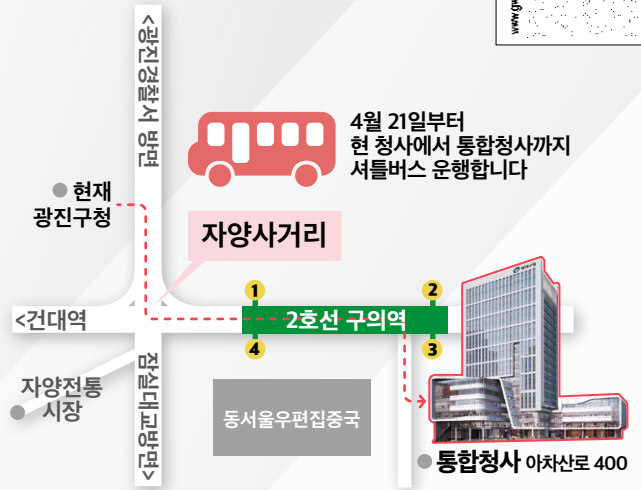 <광진경찰서 방면
4월 21일부터
현 청사에서 통합청사까지
셔틀버스 운행합니다
현재
광진구청
자양사거리
1
2
<건대역
2호선 구의역
4
3
자양전통
시장
잠실대교방면>
동서울우편집중국
통합청사 아차산로 400